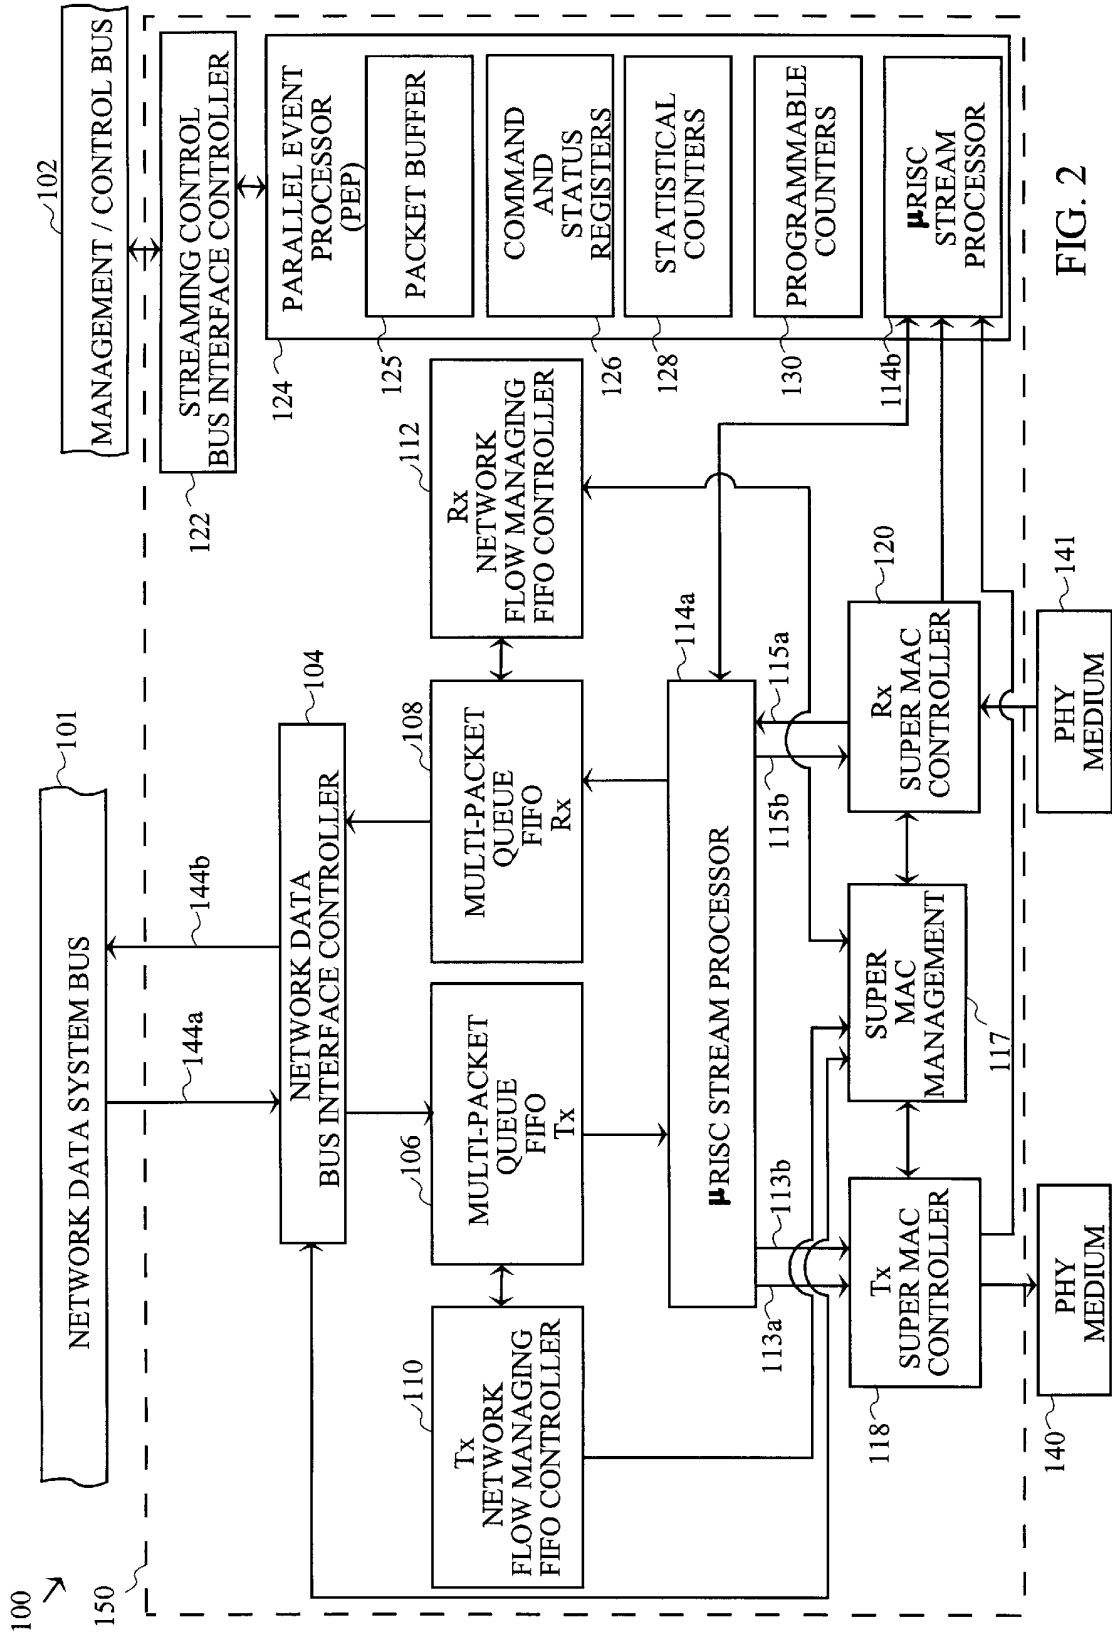 100
150
NETWORK DATA SYSTEM BUS
101
MANAGEMENT / CONTROL BUS
102
144a
144b
STREAMING CONTROL
BUS INTERFACE CONTROLLER
122
NETWORK DATA
BUS INTERFACE CONTROLLER
104
PARALLEL EVENT
PROCESSOR
(PEP)
124
PACKET BUFFER
125
COMMAND
AND
STATUS
REGISTERS
126
STATISTICAL
COUNTERS
128
PROGRAMMABLE
COUNTERS
130
µRISC
STREAM
PROCESSOR
114b
Tx
NETWORK
FLOW MANAGING
FIFO CONTROLLER
110
MULTI-PACKET
QUEUE
FIFO
Tx
106
MULTI-PACKET
QUEUE
FIFO
Rx
108
Rx
NETWORK
FLOW MANAGING
FIFO CONTROLLER
112
µRISC STREAM PROCESSOR
114a
113a
113b
115b
115a
Tx
SUPER MAC
CONTROLLER
118
SUPER
MAC
MANAGEMENT
117
Rx
SUPER MAC
CONTROLLER
120
PHY
MEDIUM
140
PHY
MEDIUM
141
FIG. 2